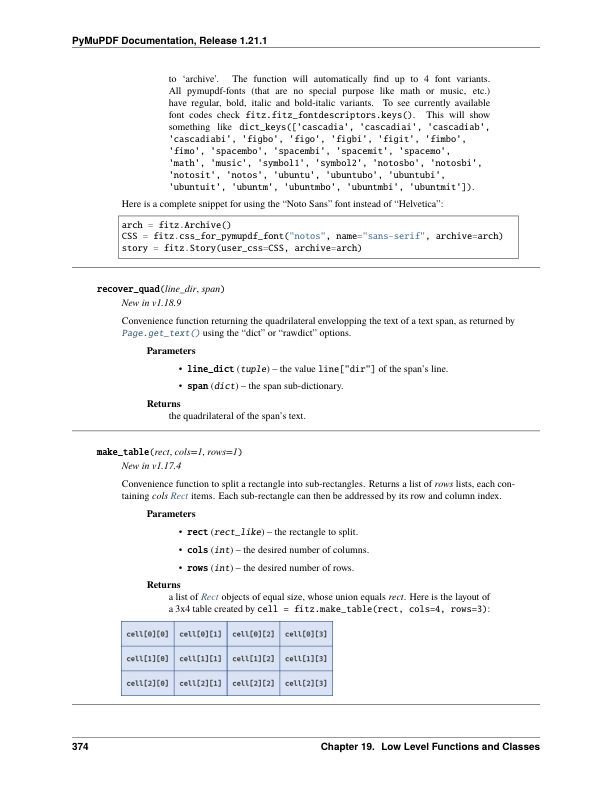 PyMuPDF Documentation, Release 1.21.1
to ‘archive’. The function will automatically find up to 4 font variants.
All pymupdf-fonts (that are no special purpose like math or music, etc.)
have regular, bold, italic and bold-italic variants. To see currently available
font codes check fitz.fitz_fontdescriptors.keys(). This will show
something like dict_keys(['cascadia', 'cascadiai', 'cascadiab',
'cascadiabi', 'figbo', 'figo', 'figbi', 'figit', 'fimbo',
'fimo', 'spacembo', 'spacembi', 'spacemit', 'spacemo',
'math', 'music', 'symbol1', 'symbol2', 'notosbo', 'notosbi',
'notosit', 'notos', 'ubuntu', 'ubuntubo', 'ubuntubi',
'ubuntuit', 'ubuntm', 'ubuntmbo', 'ubuntmbi', 'ubuntmit']).
Here is a complete snippet for using the “Noto Sans” font instead of “Helvetica”:
arch = fitz.Archive()
CSS = fitz.css_for_pymupdf_font("notos", name="sans-serif", archive=arch)
story = fitz.Story(user_css=CSS, archive=arch)
recover_quad(line_dir, span)
New in v1.18.9
Convenience function returning the quadrilateral envelopping the text of a text span, as returned by
Page.get_text() using the “dict” or “rawdict” options.
Parameters
• line_dict (tuple) – the value line["dir"] of the span’s line.
• span (dict) – the span sub-dictionary.
Returns
the quadrilateral of the span’s text.
make_table(rect, cols=1, rows=1)
New in v1.17.4
Convenience function to split a rectangle into sub-rectangles. Returns a list of rows lists, each con-
taining cols Rect items. Each sub-rectangle can then be addressed by its row and column index.
Parameters
• rect (rect_like) – the rectangle to split.
• cols (int) – the desired number of columns.
• rows (int) – the desired number of rows.
Returns
a list of Rect objects of equal size, whose union equals rect. Here is the layout of
a 3x4 table created by cell = fitz.make_table(rect, cols=4, rows=3):
cell[0][0] cell[0][1] cell[0][2] cell[0][3]
cell[1][0] cell[1][1] cell[1][2] cell[1][3]
cell[2][0] cell[2][1] cell[2][2] cell[2][3]
374 Chapter 19. Low Level Functions and Classes